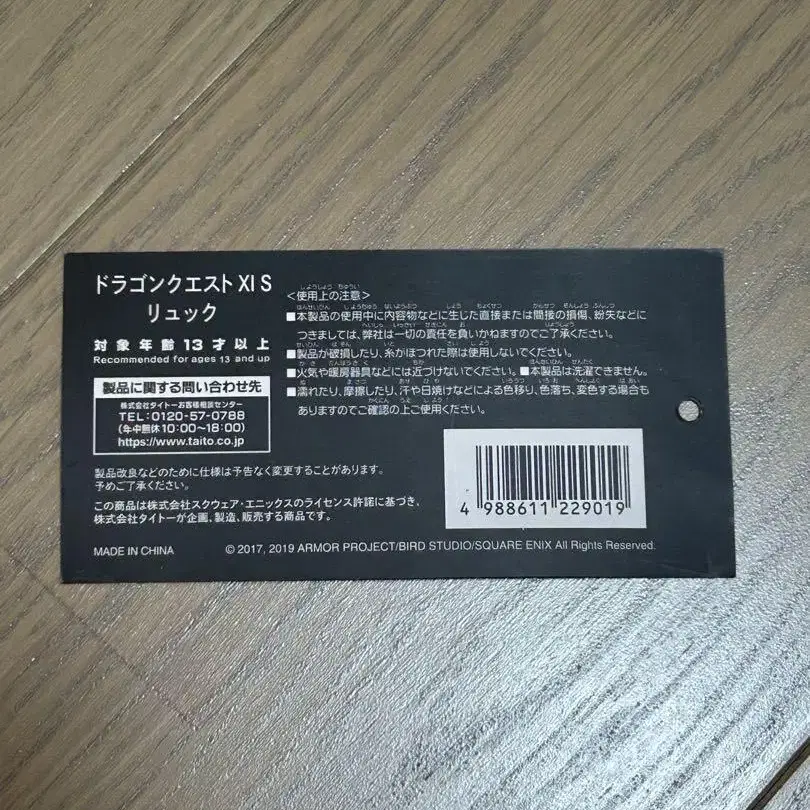 ドラゴンクエスト XI S
リュック
対象年齢13才以上
Recommended for ages 13 and up
製品に関する問い合わせ先
株式会社タイトーお客様相談センター
TEL:0120-57-0788
(年中無休10:00~18:00)
https://www.taito.co.jp
製品改良などのために仕様は予告なく変更することがあります。
予めご了承ください。
この商品は株式会社スクウェア・エニックスのライセンス許諾に基づき、
株式会社タイトーが企画、製造、販売する商品です。
MADE IN CHINA
<使用上の注意>
■本製品の使用中に内容物などに生じた直接または間接の損傷、紛失などに
つきましては、弊社は一切の責任を負いかねますのでご了承ください。
■製品が破損したり、糸がほつれた際は使用しないでください。
■火気や暖房器具などには近づけないでください。■本製品は洗濯できません。
■濡れたり、摩擦したり、汗や日焼けなどによる色移り、色落ち、変色する場合も
ありますのでご確認の上ご使用ください。
4 988611 229019
© 2017, 2019 ARMOR PROJECT/BIRD STUDIO/SQUARE ENIX All Rights Reserved.